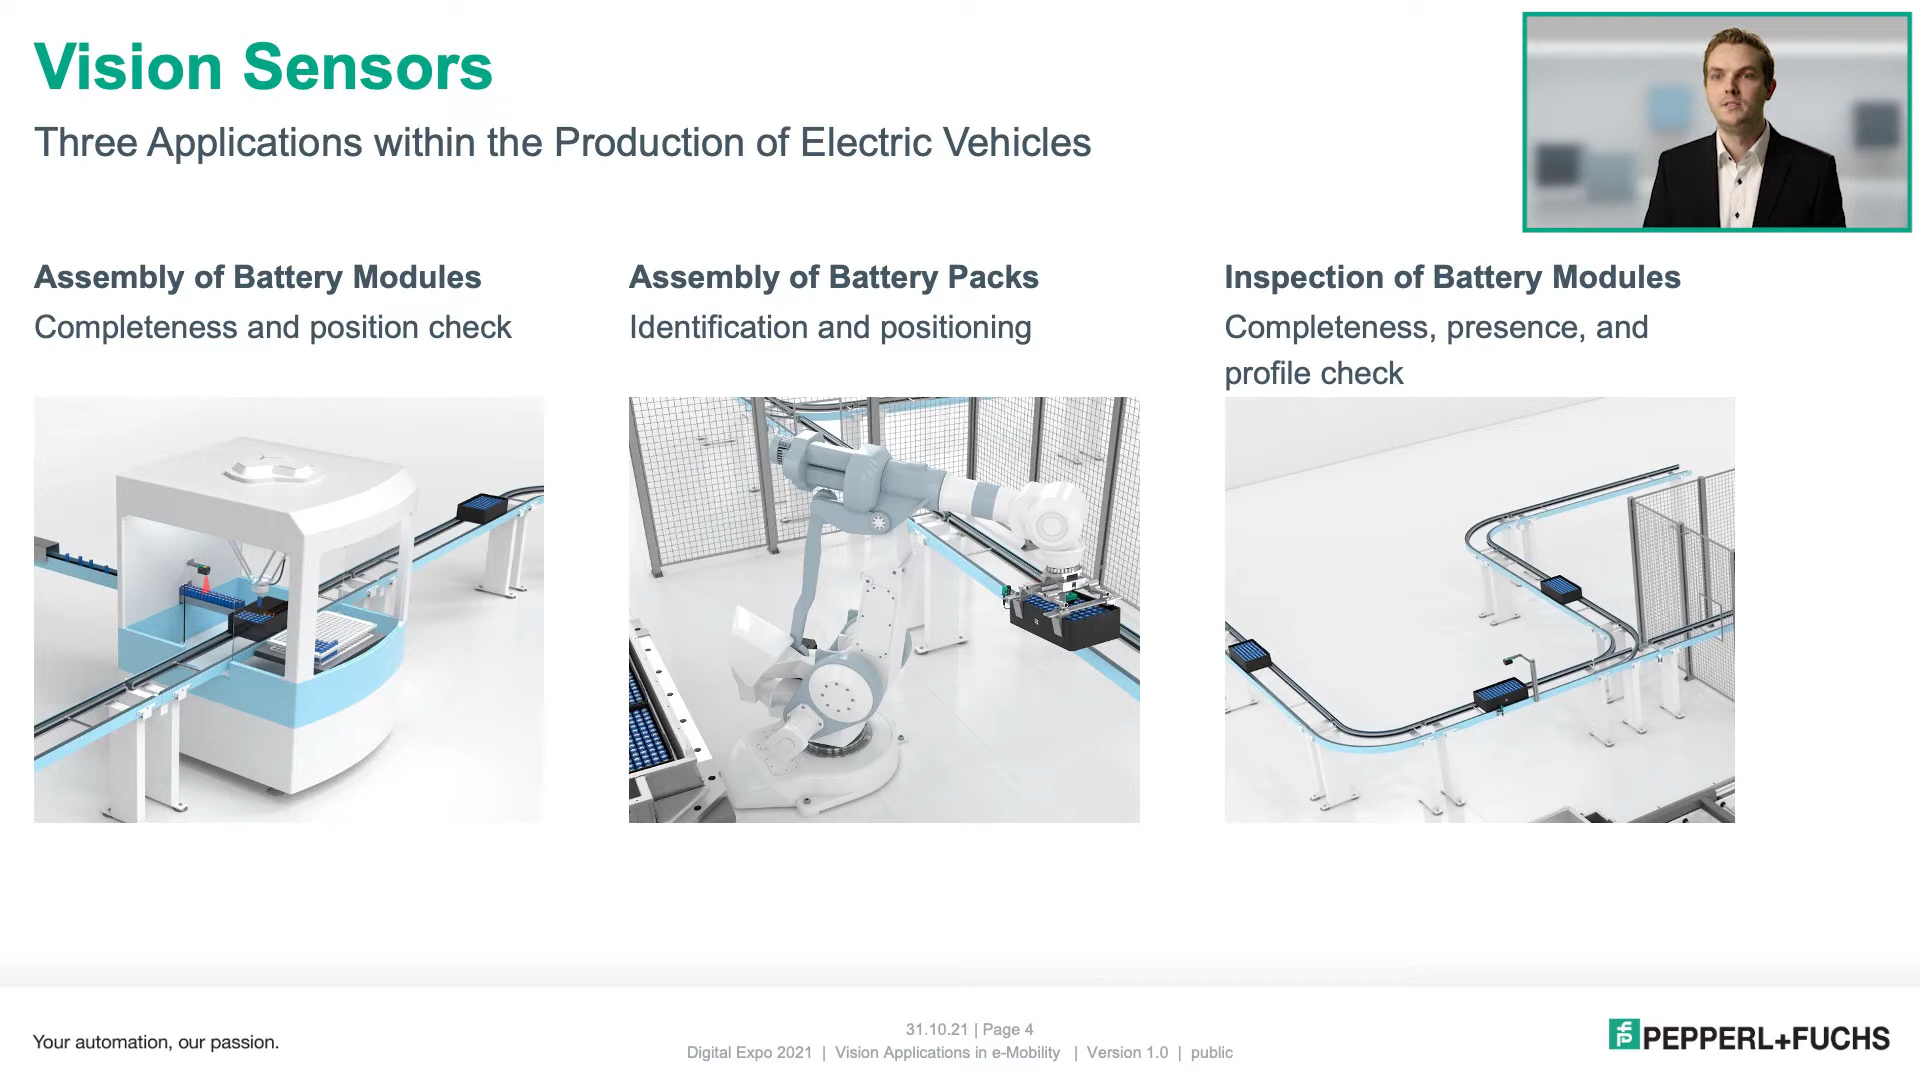 Vision Sensors
Three Applications within the Production of Electric Vehicles
Assembly of Battery Modules
Completeness and position check
Assembly of Battery Packs
Identification and positioning
Inspection of Battery Modules
Completeness, presence, and
profile check
Your automation, our passion.
31.10.21 | Page 4
Digital Expo 2021 | Vision Applications in e-Mobility | Version 1.0 | public
PEPPERL+FUCHS